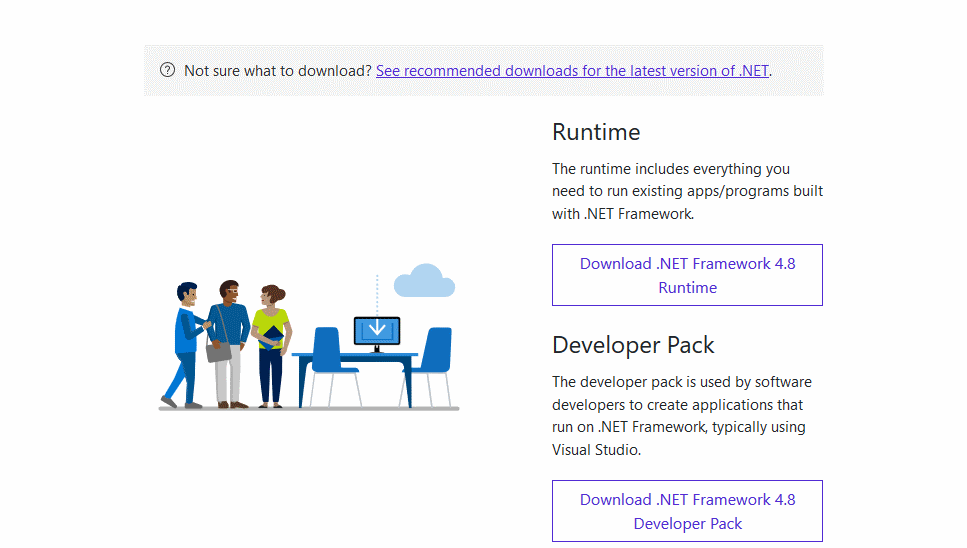 Not sure what to download? See recommended downloads for the latest version of .NET.
Runtime
The runtime includes everything you
need to run existing apps/programs built
with .NET Framework.
Download .NET Framework 4.8
Runtime
Developer Pack
The developer pack is used by software
developers to create applications that
run on .NET Framework, typically using
Visual Studio.
Download .NET Framework 4.8
Developer Pack